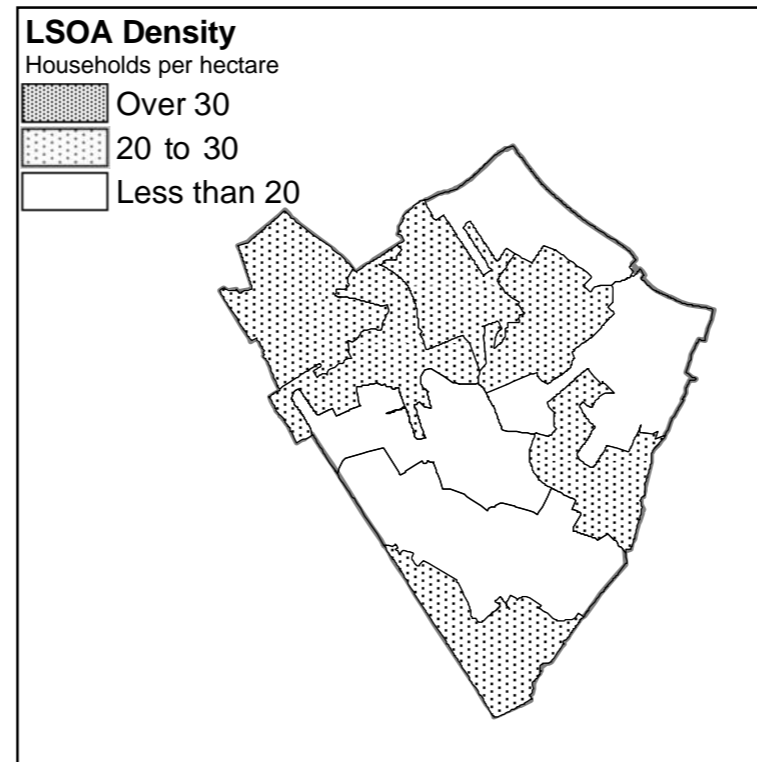 LSOA Density
Households per hectare
Over 30
20 to 30
Less than 20